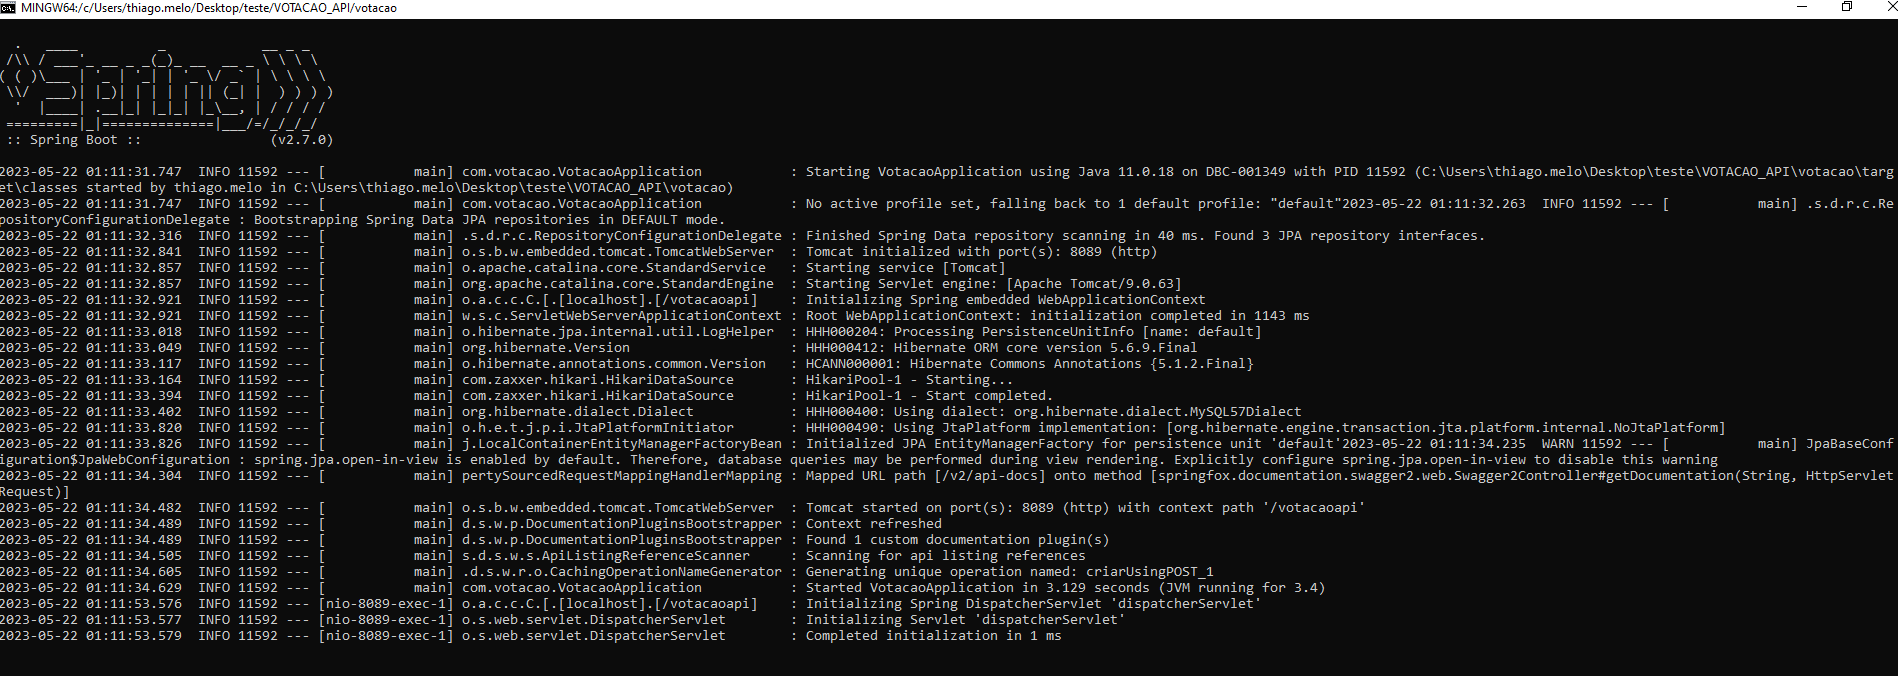 MINGW64:/c/Users/thiago.melo/Desktop/teste/VOTACAO_API/votacao
  .   ____          _            __ _ _
 /\\ / ___'_ __ _ _(_)_ __  __ _ \ \ \ \
( ( )\___ | '_ | '_| | '_ \/ _` | \ \ \ \
 \\/  ___)| |_)| | | | | || (_| |  ) ) ) )
  '  |____| .__|_| |_|_| |_\__, | / / / /
 =========|_|==============|___/=/_/_/_/
 :: Spring Boot ::                (v2.7.0)
2023-05-22 01:11:31.747  INFO 11592 --- [           main] com.votacao.VotacaoApplication           : Starting VotacaoApplication using Java 11.0.18 on DBC-001349 with PID 11592 (C:\Users\thiago.melo\Desktop\teste\VOTACAO_API\votacao\targ
et\classes started by thiago.melo in C:\Users\thiago.melo\Desktop\teste\VOTACAO_API\votacao)
2023-05-22 01:11:31.747  INFO 11592 --- [           main] com.votacao.VotacaoApplication           : No active profile set, falling back to 1 default profile: "default"2023-05-22 01:11:32.263  INFO 11592 --- [           main] .s.d.r.c.Re
positoryConfigurationDelegate : Bootstrapping Spring Data JPA repositories in DEFAULT mode.
2023-05-22 01:11:32.316  INFO 11592 --- [           main] .s.d.r.c.RepositoryConfigurationDelegate : Finished Spring Data repository scanning in 40 ms. Found 3 JPA repository interfaces.
2023-05-22 01:11:32.841  INFO 11592 --- [           main] o.s.b.w.embedded.tomcat.TomcatWebServer  : Tomcat initialized with port(s): 8089 (http)
2023-05-22 01:11:32.857  INFO 11592 --- [           main] o.apache.catalina.core.StandardService   : Starting service [Tomcat]
2023-05-22 01:11:32.857  INFO 11592 --- [           main] org.apache.catalina.core.StandardEngine  : Starting Servlet engine: [Apache Tomcat/9.0.63]
2023-05-22 01:11:32.921  INFO 11592 --- [           main] o.a.c.c.C.[.[localhost].[/votacaoapi]    : Initializing Spring embedded WebApplicationContext
2023-05-22 01:11:32.921  INFO 11592 --- [           main] w.s.c.ServletWebServerApplicationContext : Root WebApplicationContext: initialization completed in 1143 ms
2023-05-22 01:11:33.018  INFO 11592 --- [           main] o.hibernate.jpa.internal.util.LogHelper  : HHH000204: Processing PersistenceUnitInfo [name: default]
2023-05-22 01:11:33.049  INFO 11592 --- [           main] org.hibernate.Version                    : HHH000412: Hibernate ORM core version 5.6.9.Final
2023-05-22 01:11:33.117  INFO 11592 --- [           main] o.hibernate.annotations.common.Version   : HCANN000001: Hibernate Commons Annotations {5.1.2.Final}
2023-05-22 01:11:33.164  INFO 11592 --- [           main] com.zaxxer.hikari.HikariDataSource       : HikariPool-1 - Starting...
2023-05-22 01:11:33.394  INFO 11592 --- [           main] com.zaxxer.hikari.HikariDataSource       : HikariPool-1 - Start completed.
2023-05-22 01:11:33.402  INFO 11592 --- [           main] org.hibernate.dialect.Dialect            : HHH000400: Using dialect: org.hibernate.dialect.MySQL57Dialect
2023-05-22 01:11:33.820  INFO 11592 --- [           main] o.h.e.t.j.p.i.JtaPlatformInitiator       : HHH000490: Using JtaPlatform implementation: [org.hibernate.engine.transaction.jta.platform.internal.NoJtaPlatform]
2023-05-22 01:11:33.826  INFO 11592 --- [           main] j.LocalContainerEntityManagerFactoryBean : Initialized JPA EntityManagerFactory for persistence unit 'default'2023-05-22 01:11:34.235  WARN 11592 --- [           main] JpaBaseConf
iguration$JpaWebConfiguration : spring.jpa.open-in-view is enabled by default. Therefore, database queries may be performed during view rendering. Explicitly configure spring.jpa.open-in-view to disable this warning
2023-05-22 01:11:34.304  INFO 11592 --- [           main] pertySourcedRequestMappingHandlerMapping : Mapped URL path [/v2/api-docs] onto method [springfox.documentation.swagger2.web.Swagger2Controller#getDocumentation(String, HttpServlet
Request)]
2023-05-22 01:11:34.482  INFO 11592 --- [           main] o.s.b.w.embedded.tomcat.TomcatWebServer  : Tomcat started on port(s): 8089 (http) with context path '/votacaoapi'
2023-05-22 01:11:34.489  INFO 11592 --- [           main] d.s.w.p.DocumentationPluginsBootstrapper : Context refreshed
2023-05-22 01:11:34.489  INFO 11592 --- [           main] d.s.w.p.DocumentationPluginsBootstrapper : Found 1 custom documentation plugin(s)
2023-05-22 01:11:34.505  INFO 11592 --- [           main] s.d.s.w.s.ApiListingReferenceScanner     : Scanning for api listing references
2023-05-22 01:11:34.605  INFO 11592 --- [           main] .d.s.w.r.o.CachingOperationNameGenerator : Generating unique operation named: criarUsingPOST_1
2023-05-22 01:11:34.629  INFO 11592 --- [           main] com.votacao.VotacaoApplication           : Started VotacaoApplication in 3.129 seconds (JVM running for 3.4)
2023-05-22 01:11:53.576  INFO 11592 --- [nio-8089-exec-1] o.a.c.c.C.[.[localhost].[/votacaoapi]    : Initializing Spring DispatcherServlet 'dispatcherServlet'
2023-05-22 01:11:53.577  INFO 11592 --- [nio-8089-exec-1] o.s.web.servlet.DispatcherServlet        : Initializing Servlet 'dispatcherServlet'
2023-05-22 01:11:53.579  INFO 11592 --- [nio-8089-exec-1] o.s.web.servlet.DispatcherServlet        : Completed initialization in 1 ms